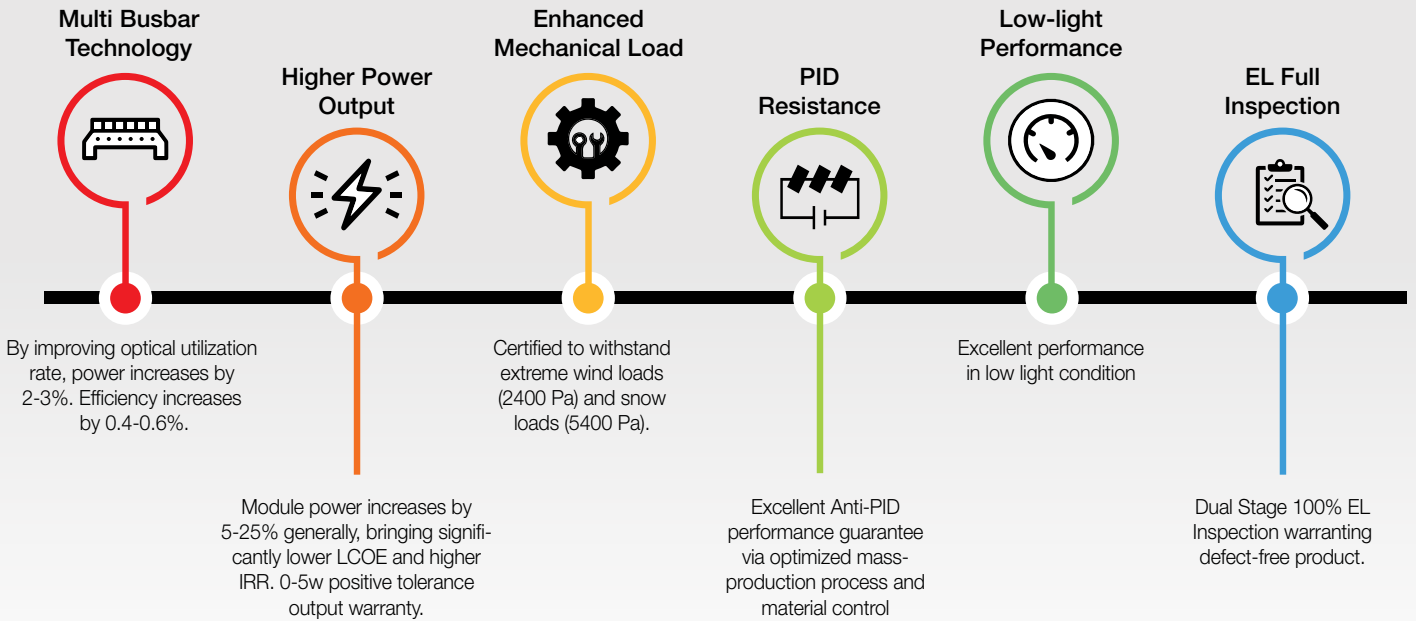 Multi Busbar
Technology
By improving optical utilization
rate, power increases by
2-3%. Efficiency increases
by 0.4-0.6%.
Higher Power
Output
Module power increases by
5-25% generally, bringing signifi-
cantly lower LCOE and higher
IRR. 0-5w positive tolerance
output warranty.
Enhanced
Mechanical Load
Certified to withstand
extreme wind loads
(2400 Pa) and snow
loads (5400 Pa).
PID
Resistance
Excellent Anti-PID
performance guarantee
via optimized mass-
production process and
material control
Low-light
Performance
Excellent performance
in low light condition
EL Full
Inspection
Dual Stage 100% EL
Inspection warranting
defect-free product.